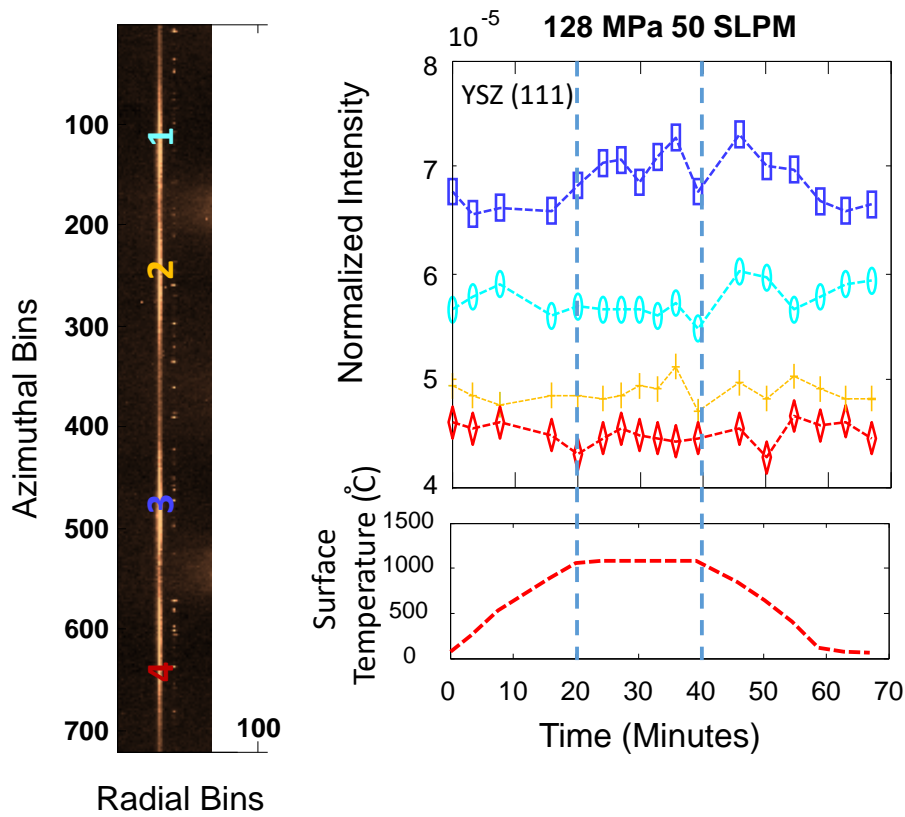 Azimuthal Bins
100
200
300
400
500
600
700
1
2
3
4
100
Radial Bins
10-5
128 MPa 50 SLPM
YSZ (111)
Normalized Intensity
8
7
6
5
4
Surface
Temperature (°C)
1500
1000
500
0
0 10 20 30 40 50 60 70
Time (Minutes)